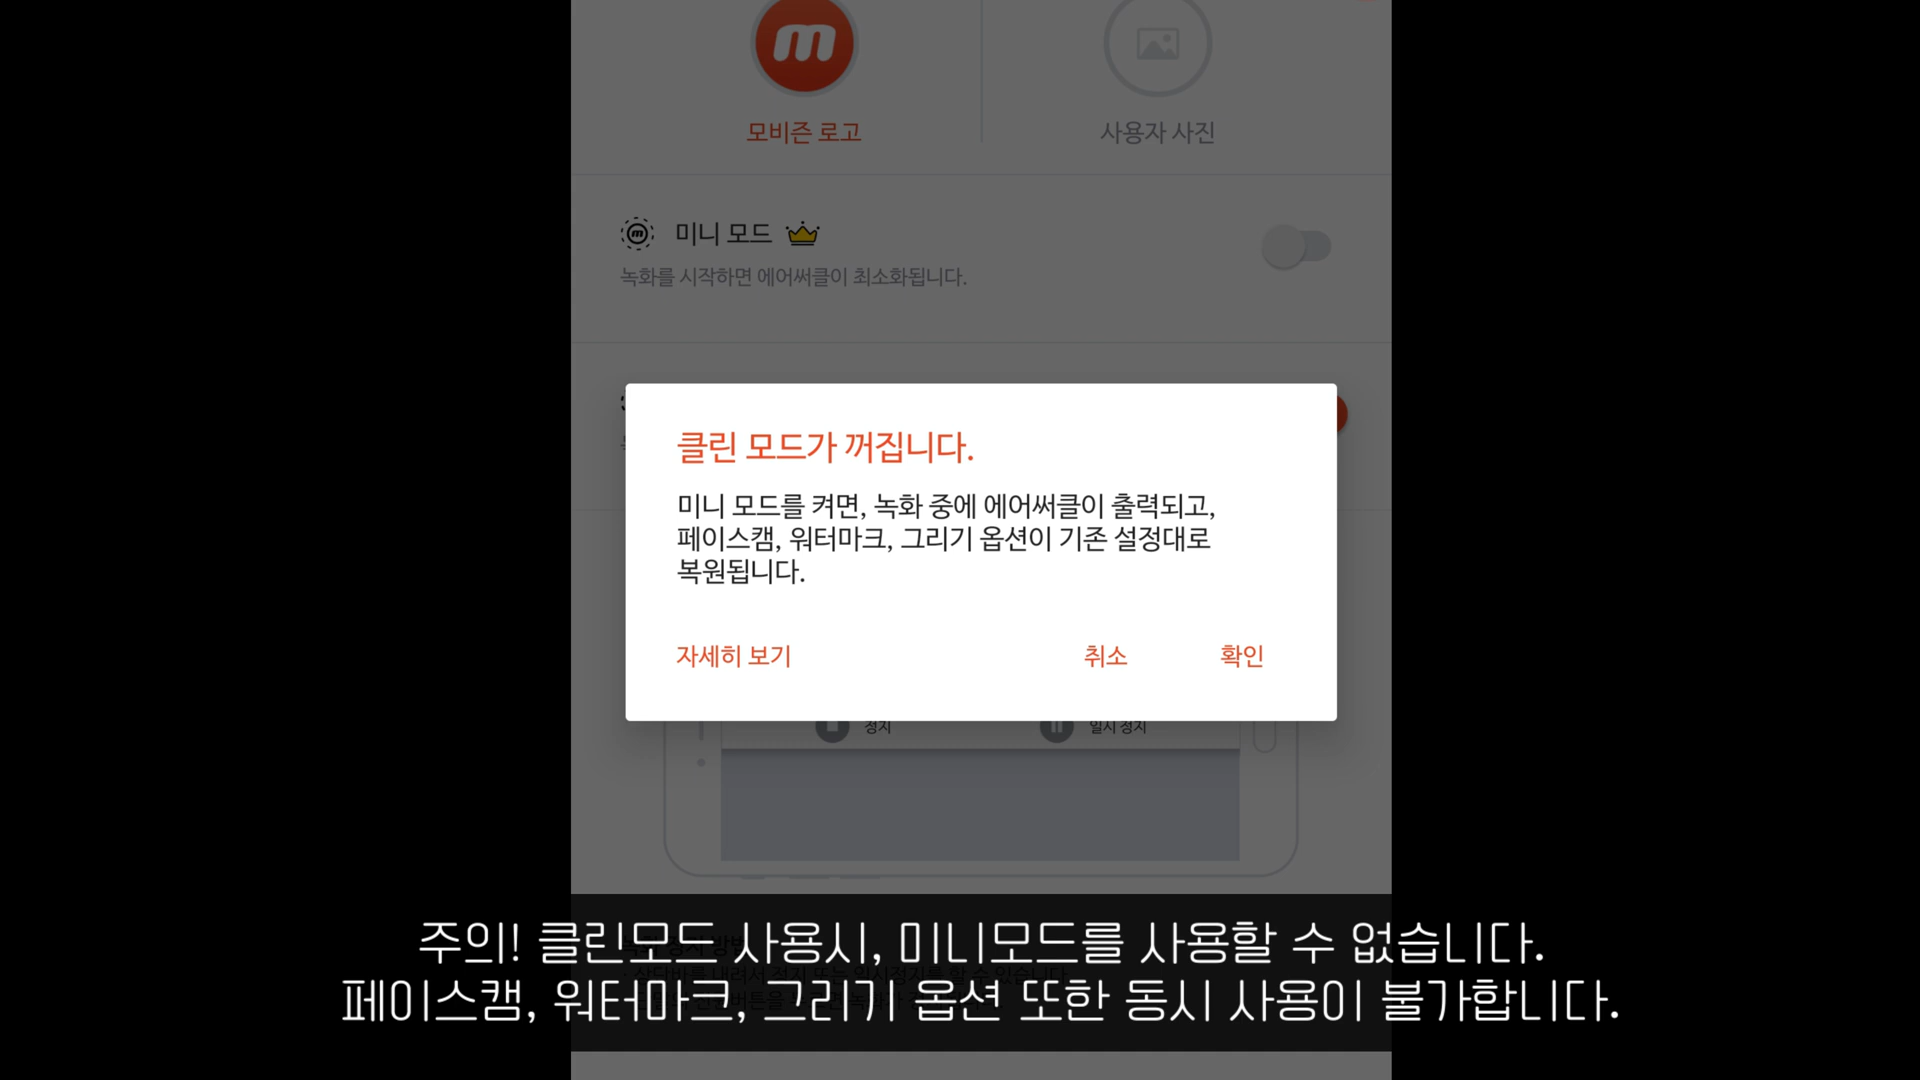 모비즌 로고
사용자 사진
미니 모드
녹화를 시작하면 에어써클이 최소화됩니다.
클린 모드가 꺼집니다.
미니 모드를 켜면, 녹화 중에 에어써클이 출력되고,
페이스캠, 워터마크, 그리기 옵션이 기존 설정대로
복원됩니다.
자세히 보기
취소
확인
정지
일시 정지
주의! 클린모드 사용시, 미니모드를 사용할 수 없습니다.
페이스캠, 워터마크, 그리기 옵션 또한 동시 사용이 불가합니다.